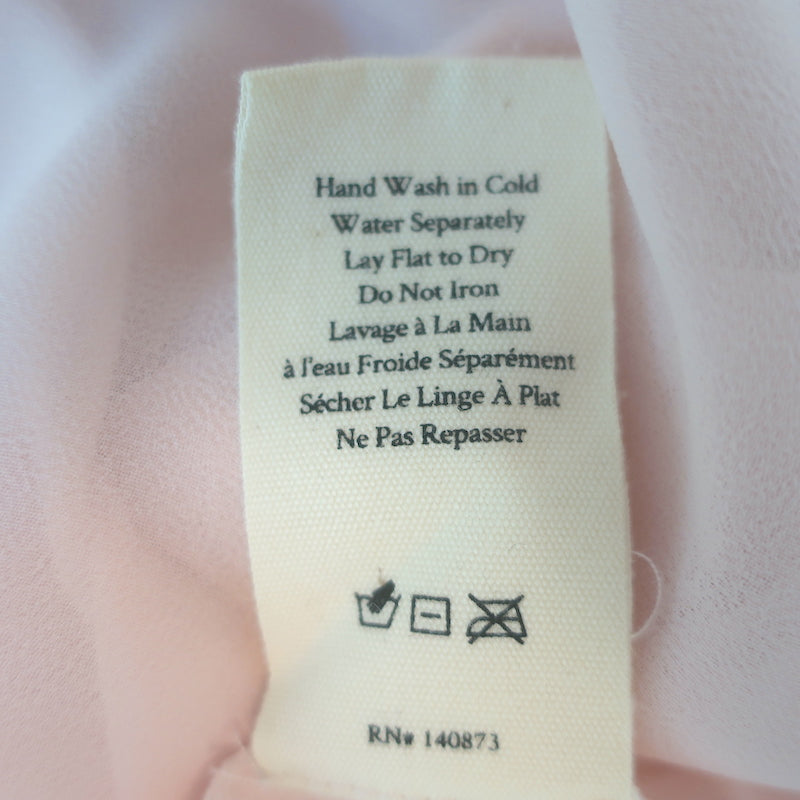 Hand Wash in Cold
Water Separately
Lay Flat to Dry
Do Not Iron
Lavage à La Main
à l'eau Froide Séparément
Sécher Le Linge À Plat
Ne Pas Repasser
RN# 140873